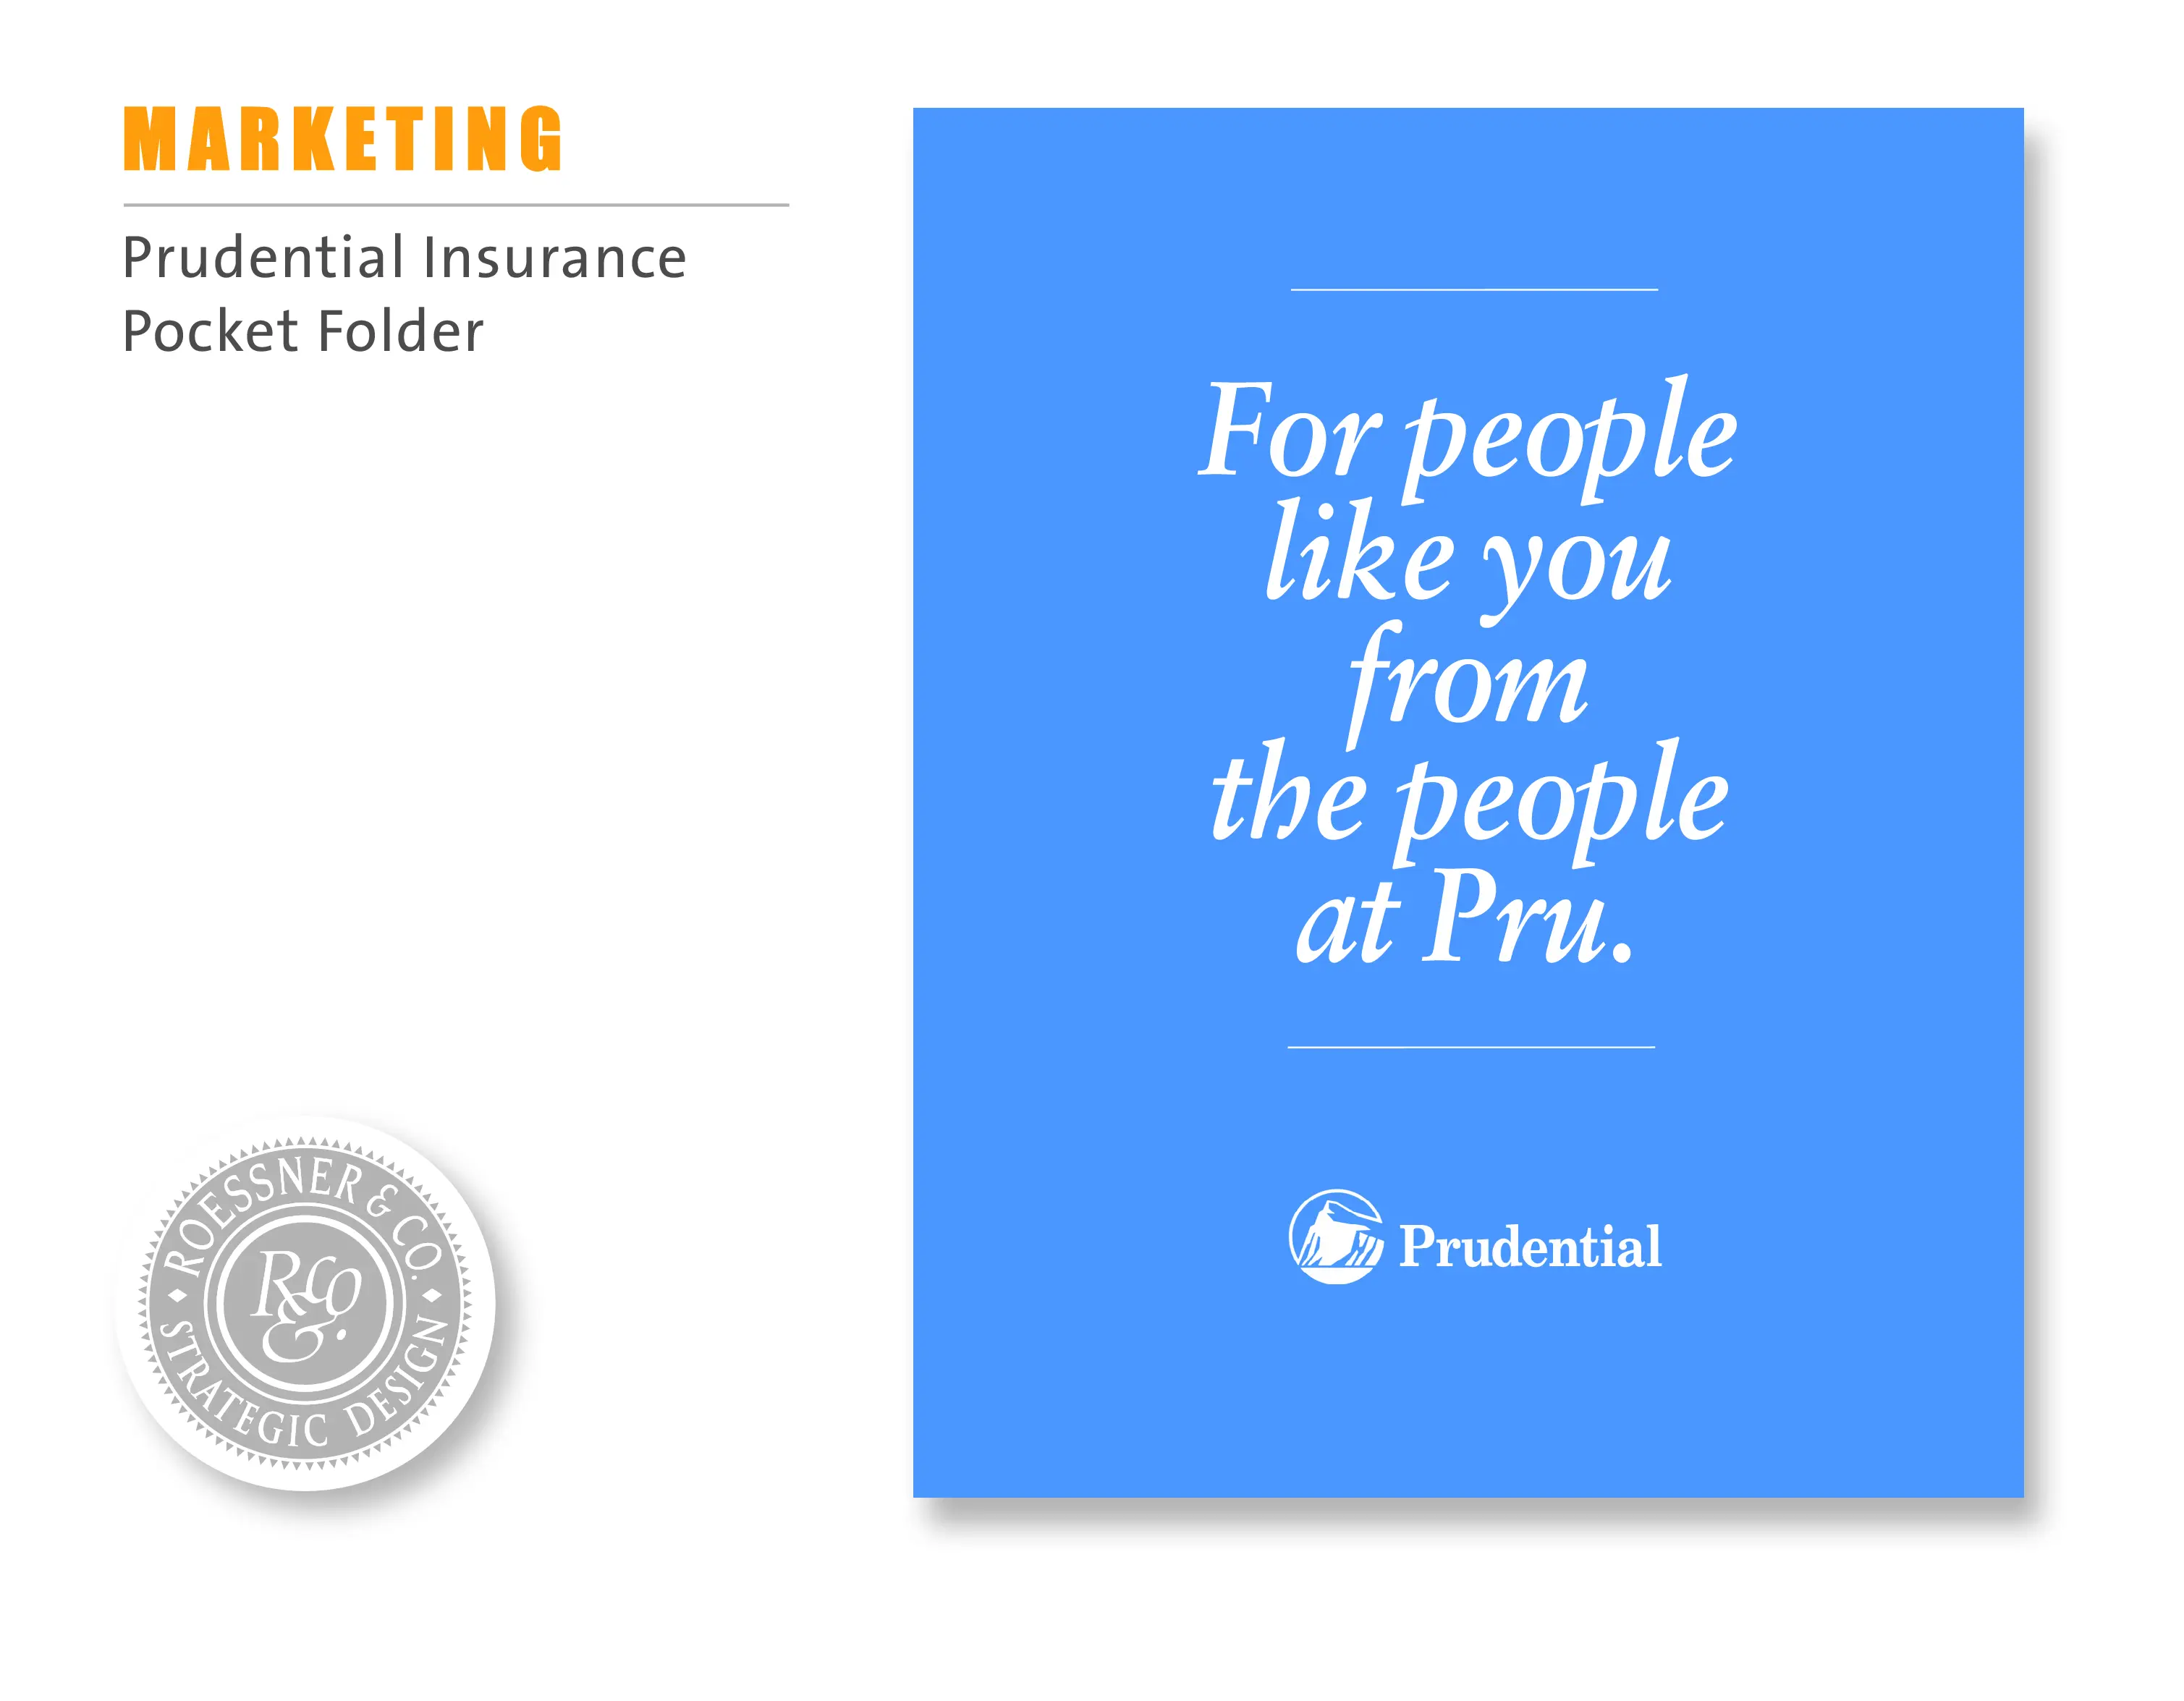 MARKETING
Prudential Insurance
Pocket Folder
For people
like you
from
the people
at Pru.
Prudential
ROESSNER & CO.
R&Co.
STRATEGIC DESIGN